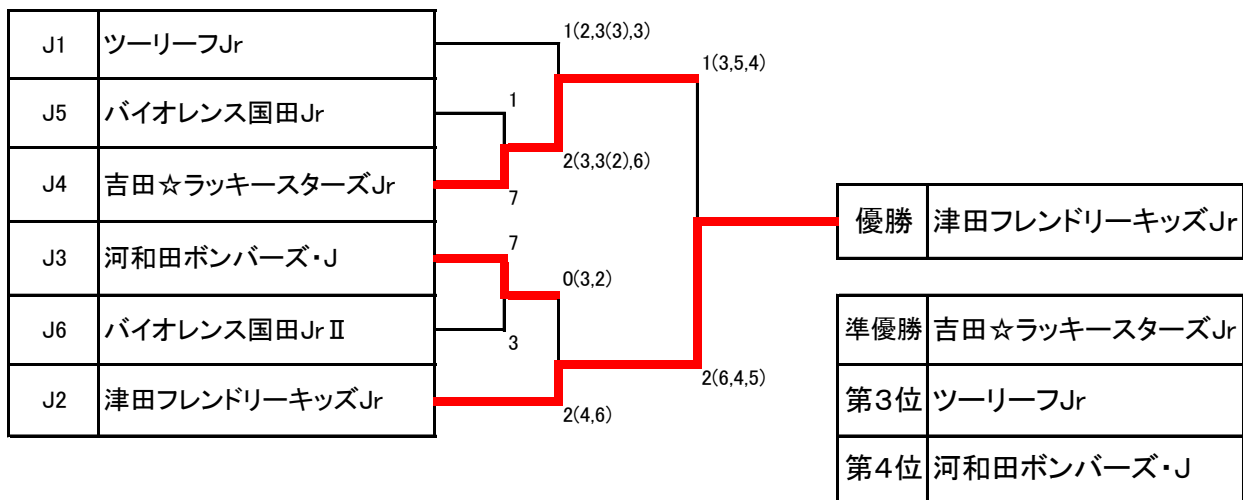 J1 ツーリーフJr
J5 バイオレンス国田Jr
J4 吉田☆ラッキースターズJr
J3 河和田ボンバーズ・J
J6 バイオレンス国田JrⅡ
J2 津田フレンドリーキッズJr
1(2,3(3),3)
1
2(3,3(2),6)
7
7
0(3,2)
3
2(4,6)
1(3,5,4)
2(6,4,5)
優勝 津田フレンドリーキッズJr
準優勝 吉田☆ラッキースターズJr
第3位 ツーリーフJr
第4位 河和田ボンバーズ・J